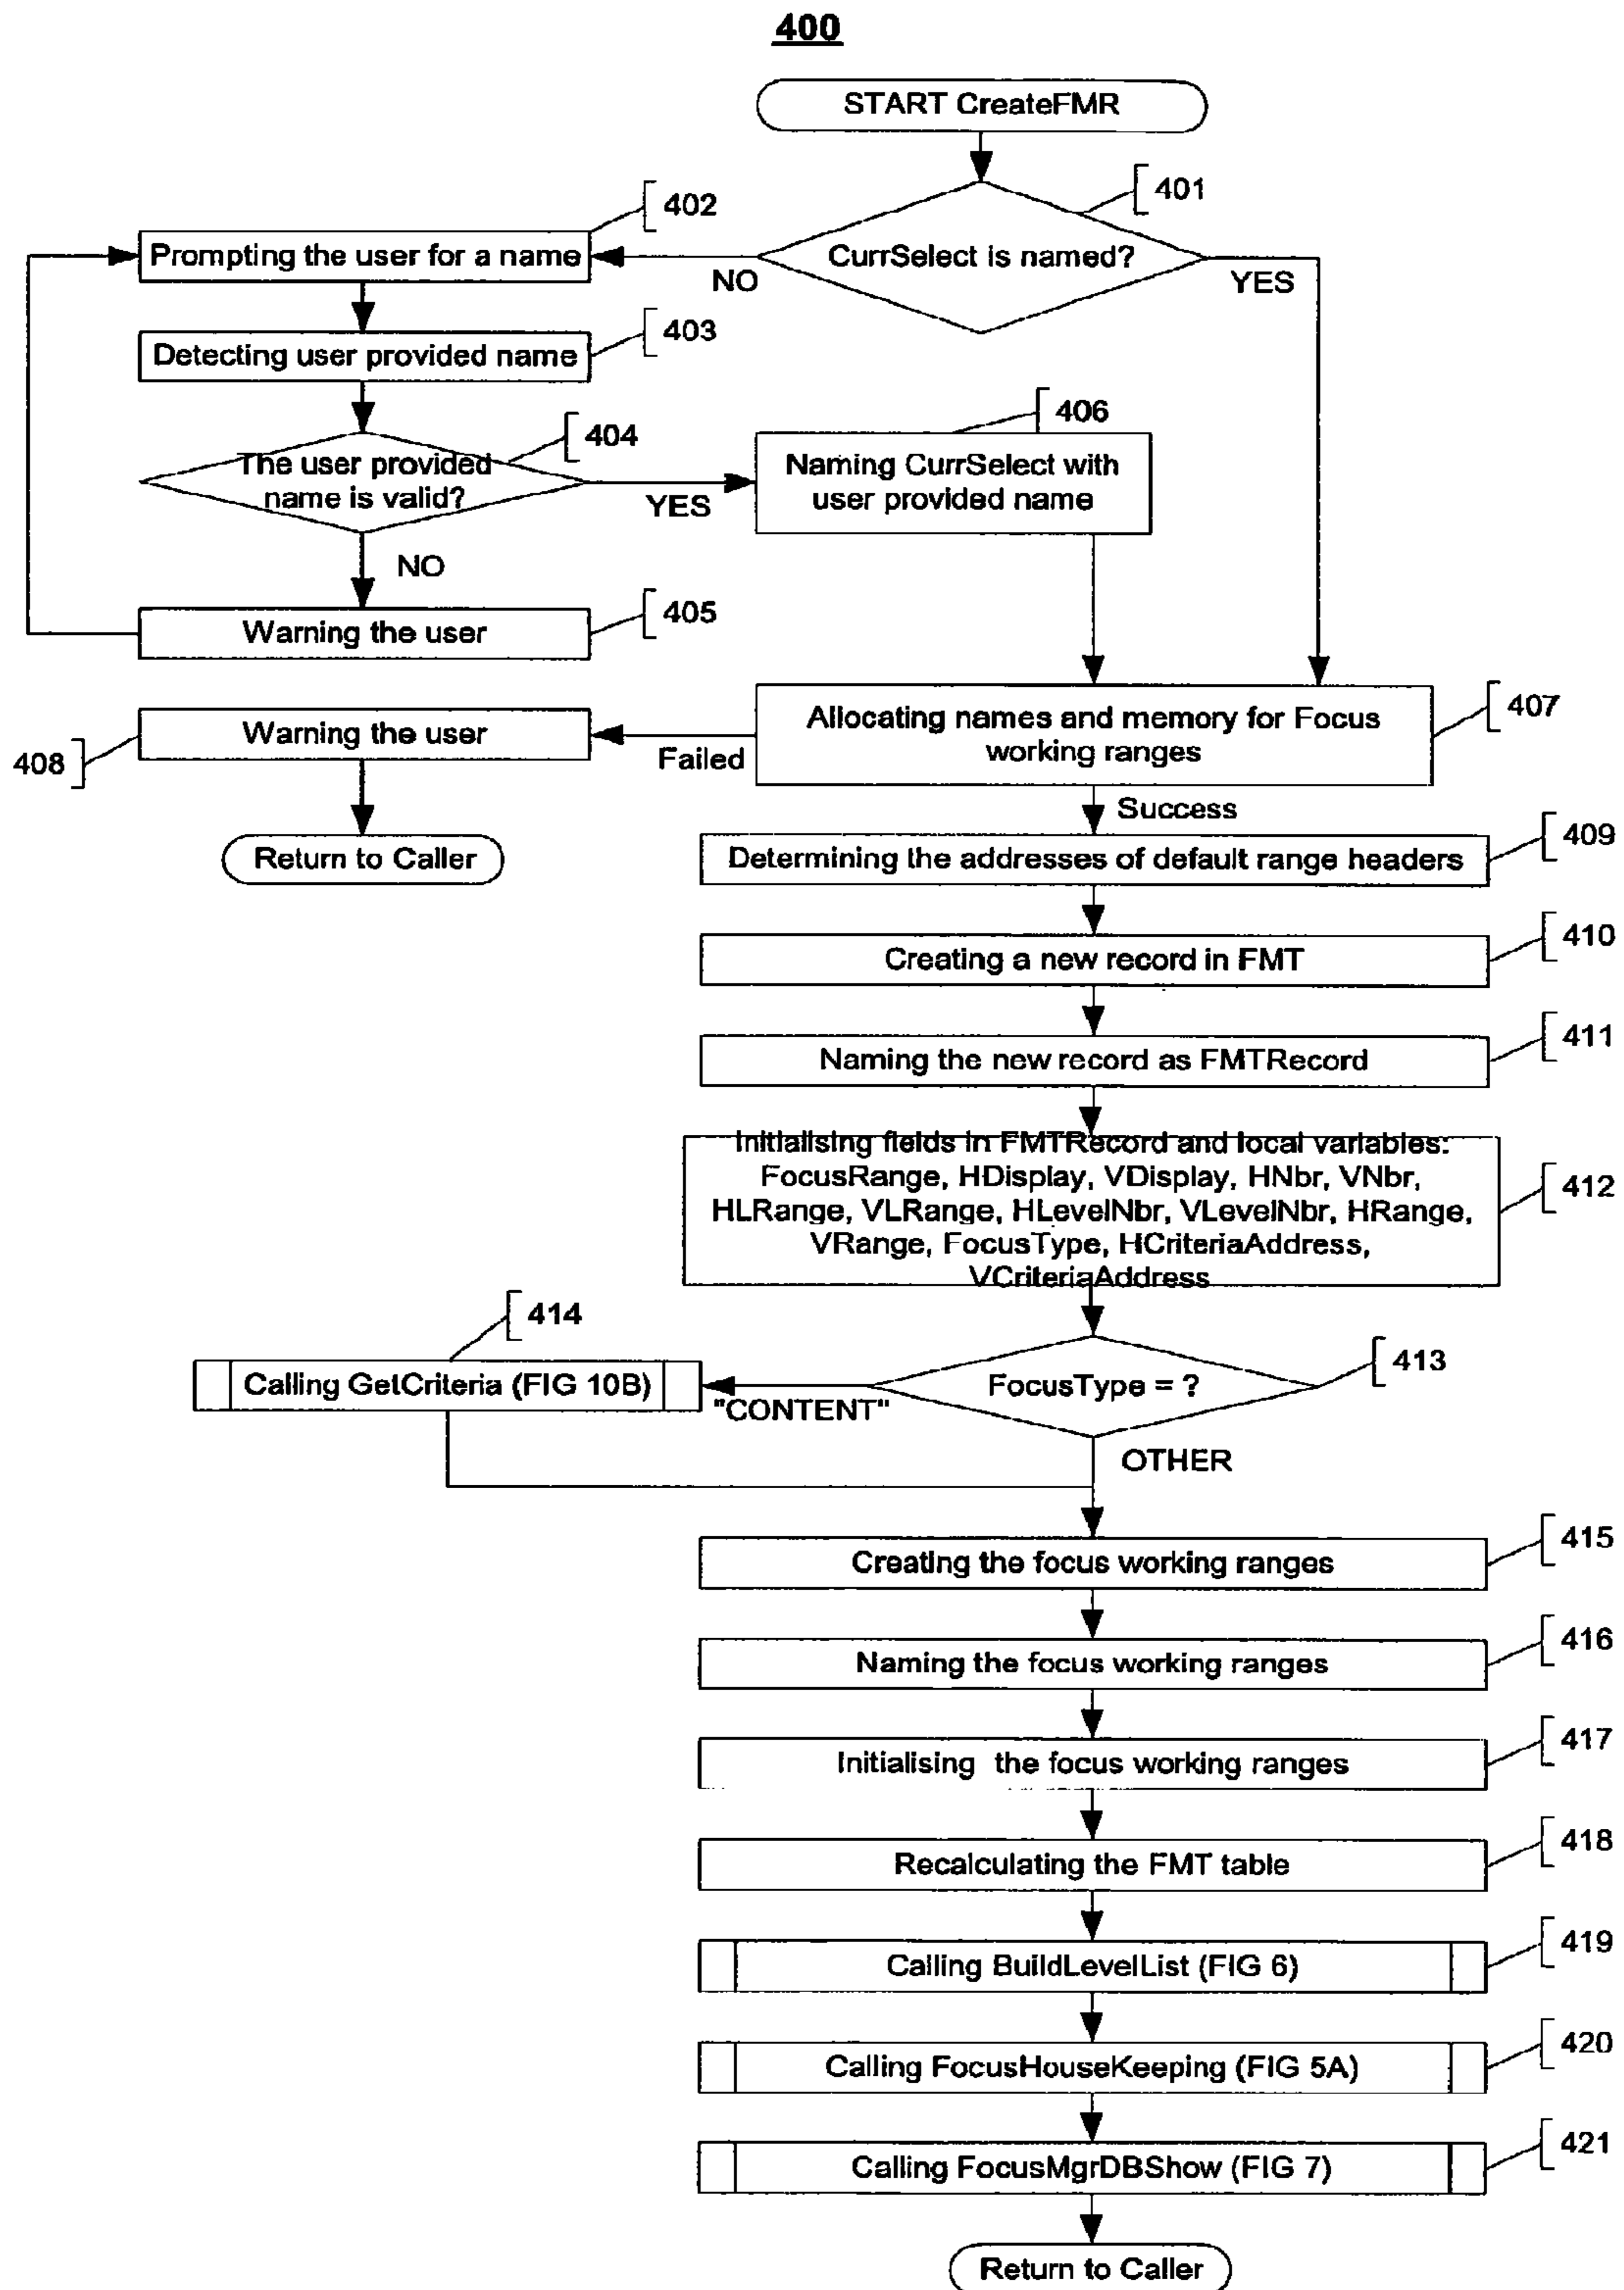 400
START CreateFMR
401
CurrSelect is named?
NO
YES
402
Prompting the user for a name
403
Detecting user provided name
404
The user provided
name is valid?
YES
NO
406
Naming CurrSelect with
user provided name
405
Warning the user
407
Allocating names and memory for Focus
working ranges
Failed
Success
408
Warning the user
Return to Caller
409
Determining the addresses of default range headers
410
Creating a new record in FMT
411
Naming the new record as FMTRecord
412
Initialising fields in FMTRecord and local variables:
FocusRange, HDisplay, VDisplay, HNbr, VNbr,
HLRange, VLRange, HLevelNbr, VLevelNbr, HRange,
VRange, FocusType, HCriteriaAddress,
VCriteriaAddress
413
FocusType = ?
"CONTENT"
OTHER
414
Calling GetCriteria (FIG 10B)
415
Creating the focus working ranges
416
Naming the focus working ranges
417
Initialising the focus working ranges
418
Recalculating the FMT table
419
Calling BuildLevelList (FIG 6)
420
Calling FocusHouseKeeping (FIG 5A)
421
Calling FocusMgrDBShow (FIG 7)
Return to Caller